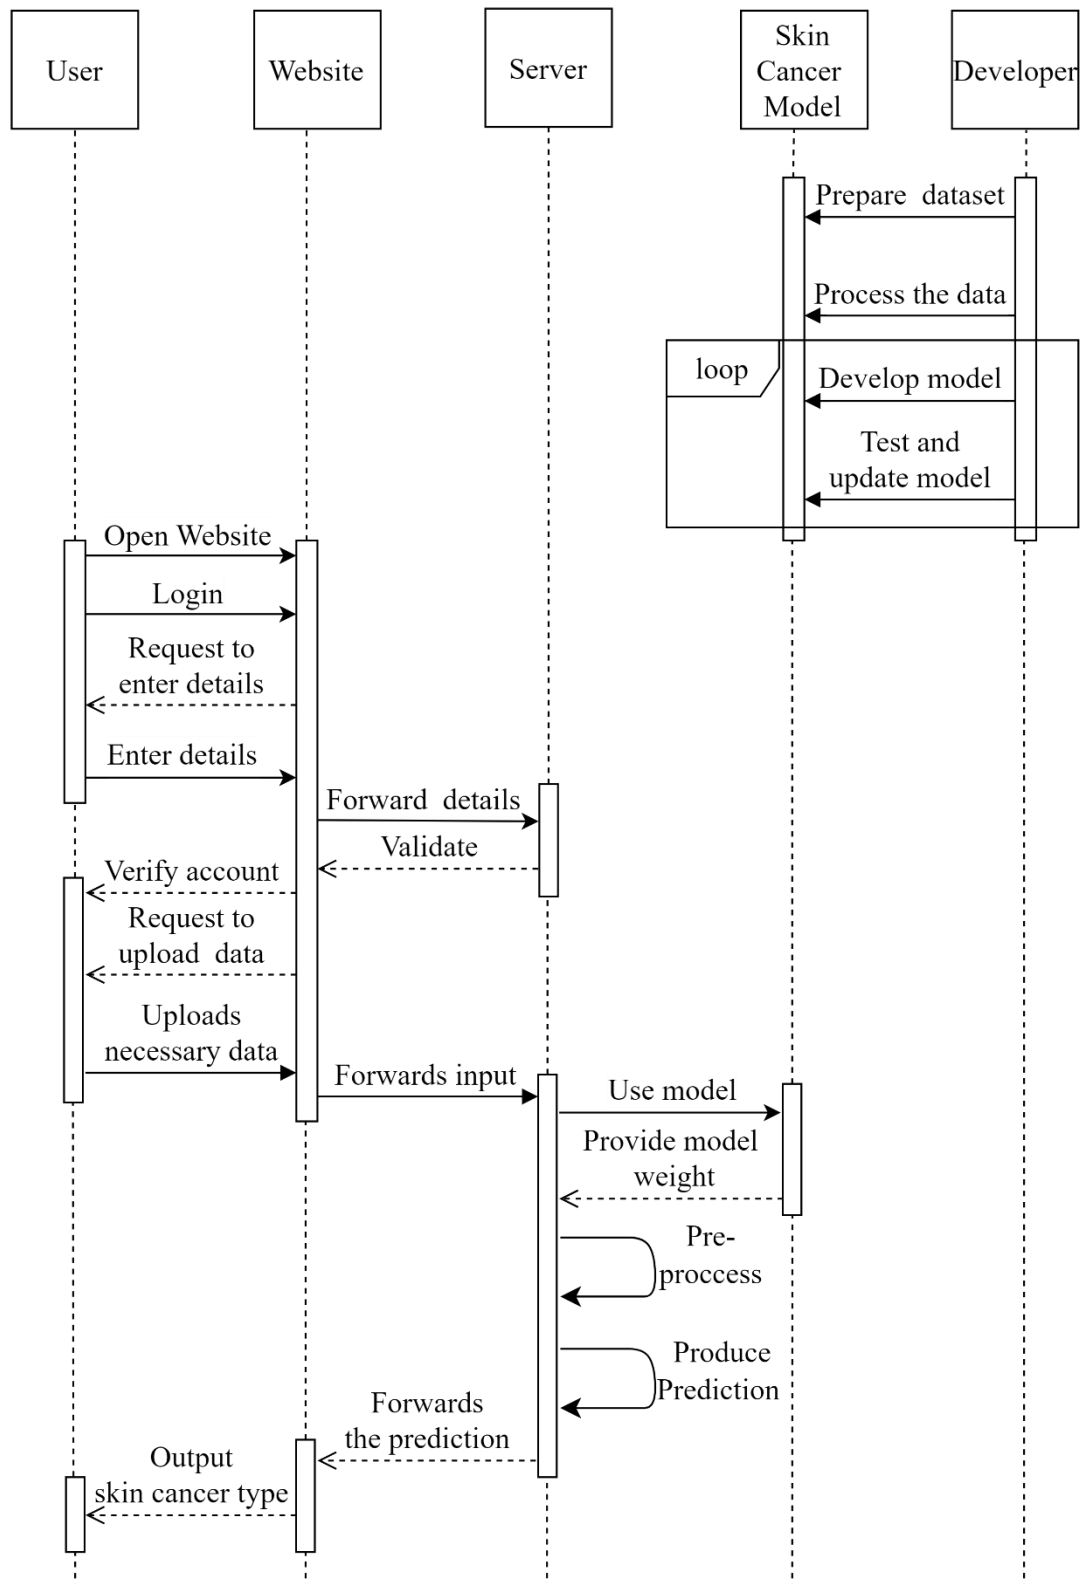 User
Website
Server
Skin
Cancer
Model
Developer
Prepare dataset
Process the data
loop
Develop model
Test and
update model
Open Website
Login
Request to
enter details
Enter details
Forward details
Validate
Verify account
Request to
upload data
Uploads
necessary data
Forwards input
Use model
Provide model
weight
Pre-
proccess
Produce
Prediction
Forwards
the prediction
Output
skin cancer type